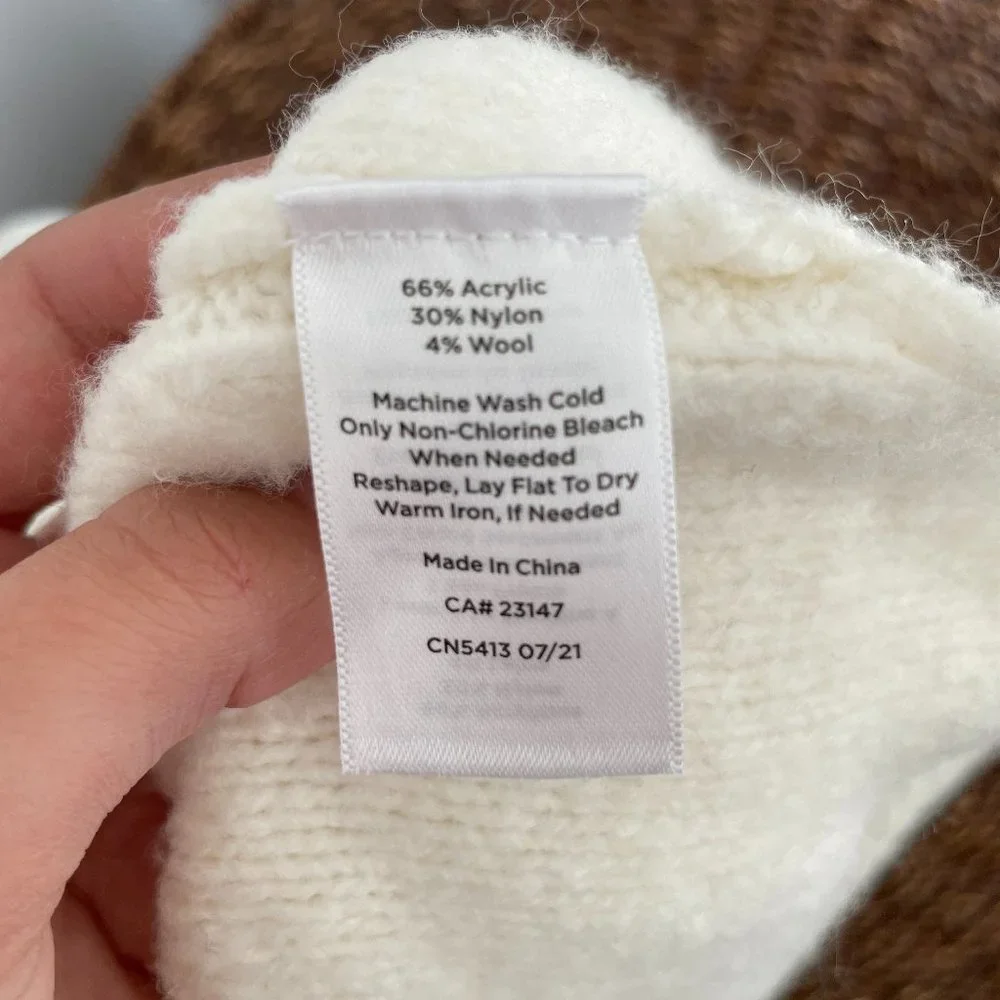 66% Acrylic
30% Nylon
4% Wool
Machine Wash Cold
Only Non-Chlorine Bleach
When Needed
Reshape, Lay Flat To Dry
Warm Iron, If Needed
Made In China
CA# 23147
CN5413 07/21